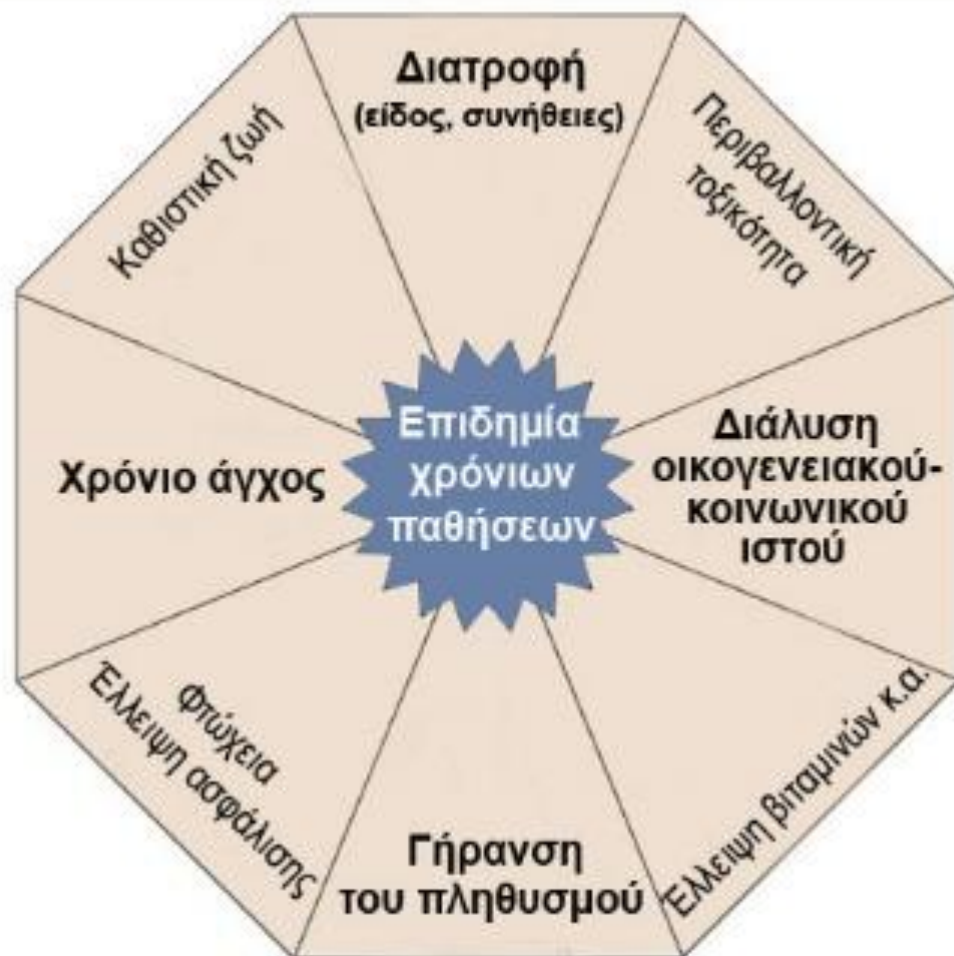 Διατροφή
(είδος, συνήθειες)
Περιβαλλοντική
τοξικότητα
Διάλυση
οικογενειακού-
κοινωνικού
ιστού
Έλλειψη βιταμινών κ.α.
Γήρανση
του πληθυσμού
Φτώχεια
Έλλειψη ασφάλισης
Χρόνιο άγχος
Καθιστική ζωή
Επιδημία
χρόνιων
παθήσεων